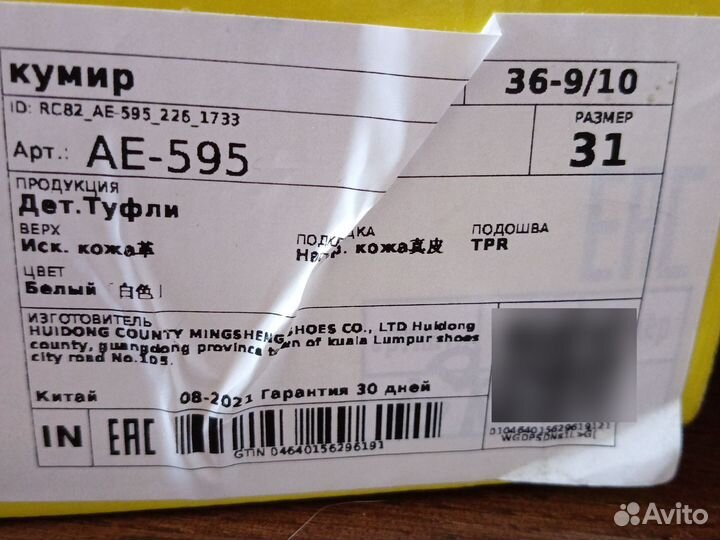 кумир
36-9/10
ID: RC82_AE-595_226_1733
РАЗМЕР
Арт.: AE-595
31
ПРОДУКЦИЯ
Дет.Туфли
ВЕРХ
ПОДОШВА
Иск. кожа革
кожа真皮
TPR
ЦВЕТ
Белый (白色)
ИЗГОТОВИТЕЛЬ
HUIDONG COUNTY MINGSHENG SHOES CO., LTD Huidong
county, guangdong province town of kuala Lumpur shoes
city road No.105.
Китай
08-2021 Гарантия 30 дней
IN
EAC
GTIN 04640156296191
Avito